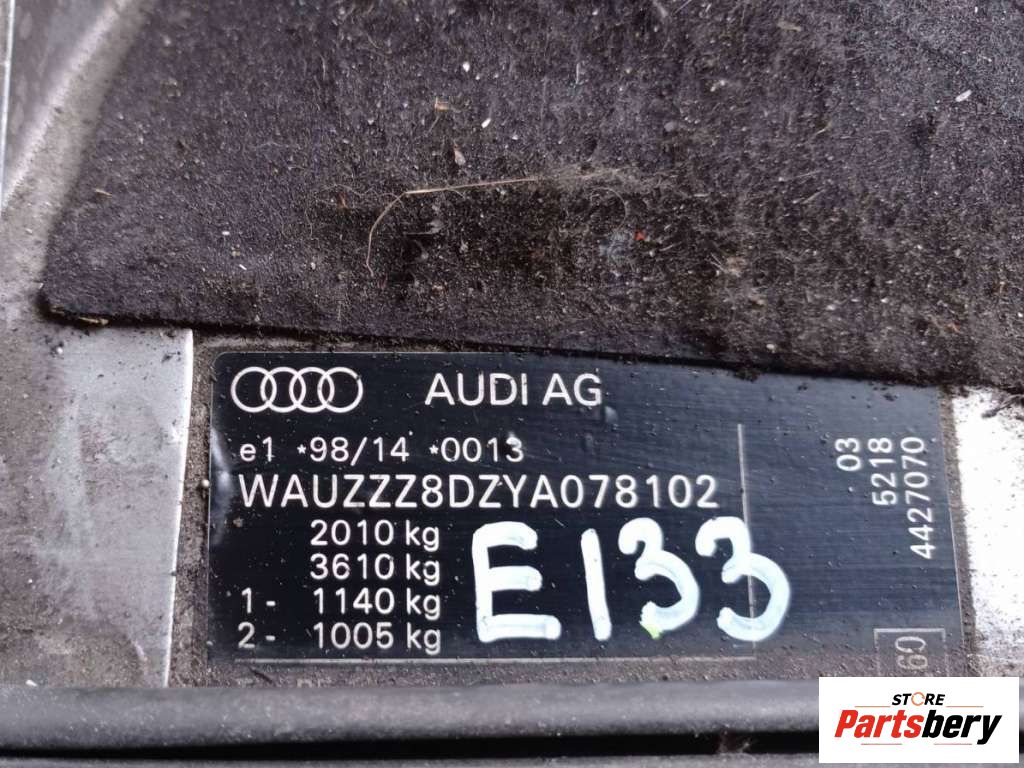 AUDI AG
e1 *98/14 *0013
WAUZZZ8DZYA078102
2010 kg
3610 kg
1- 1140 kg
2- 1005 kg
E133
03
5218
4427070
60
STORE
Partsbery